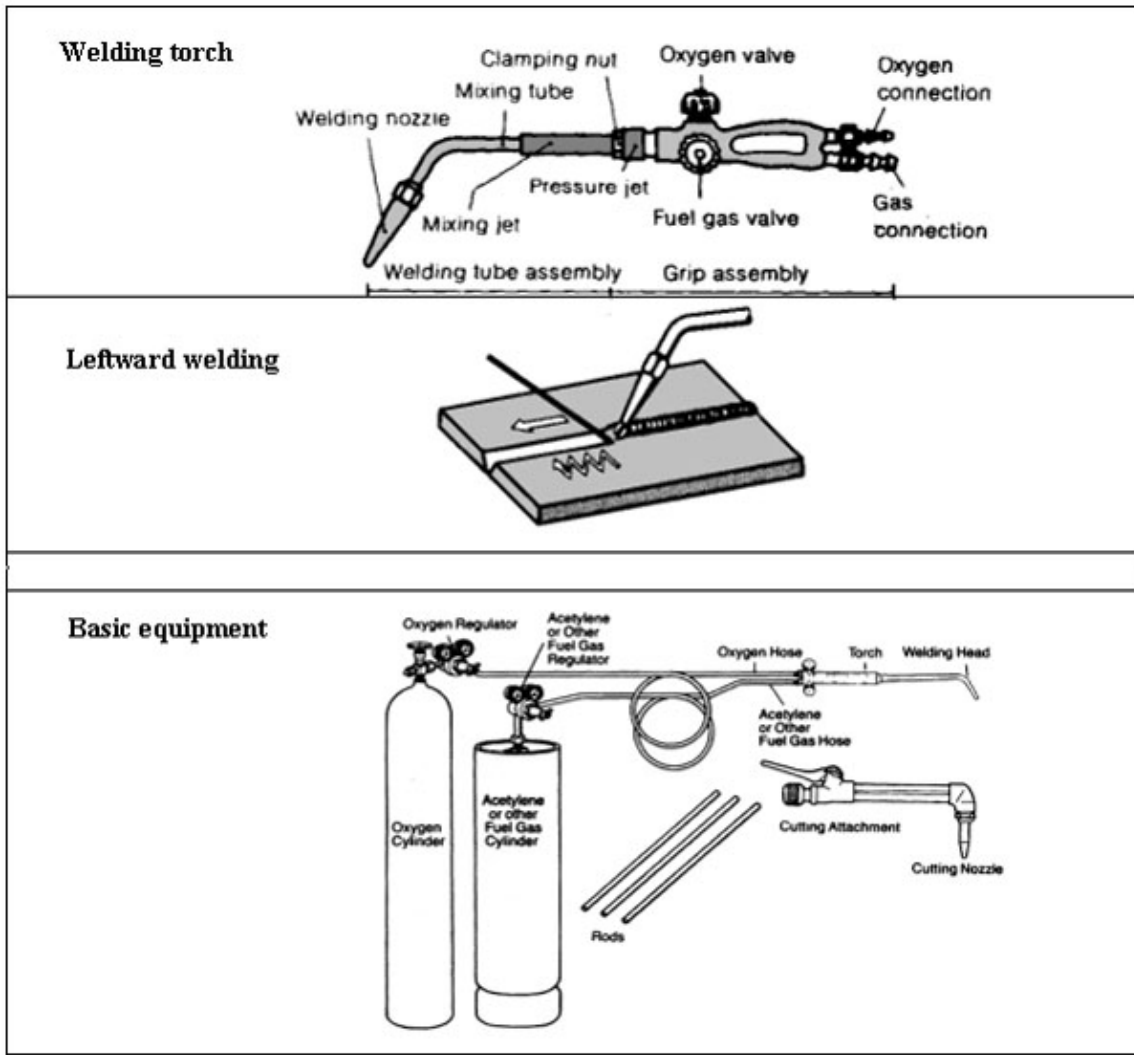 Welding torch
Clamping nut
Mixing tube
Welding nozzle
Oxygen valve
Oxygen
connection
Pressure jet
Mixing jet
Fuel gas valve
Gas
connection
Welding tube assembly
Grip assembly
Leftward welding
Basic equipment
Oxygen Regulator
Acetylene
or Other
Fuel Gas
Regulator
Oxygen Hose
Torch
Welding Head
Acetylene
or Other
Fuel Gas Hose
Oxygen
Cylinder
Acetylene
or other
Fuel Gas
Cylinder
Cutting Attachment
Cutting Nozzle
Rods